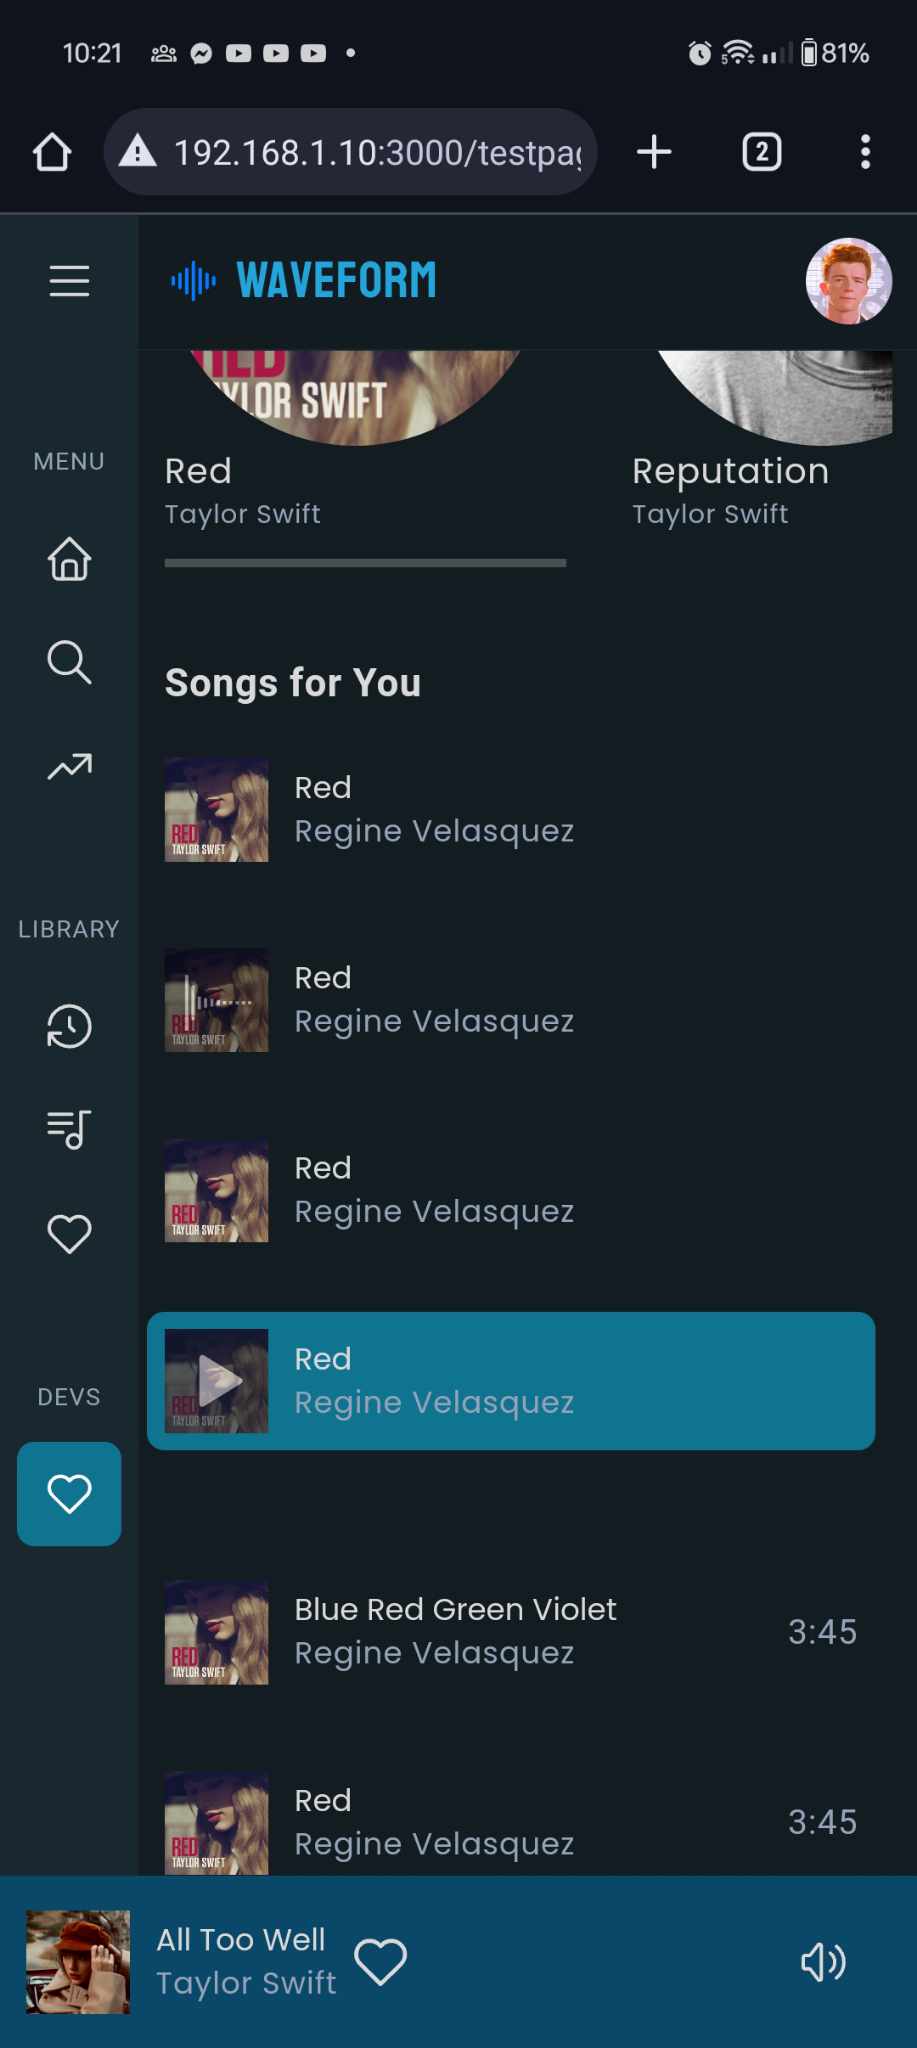 10:21
5
81%
192.168.1.10:3000/testpag
2
WAVEFORM
RED
TAYLOR SWIFT
MENU
Red
Taylor Swift
Reputation
Taylor Swift
Songs for You
RED
TAYLOR SWIFT
Red
Regine Velasquez
LIBRARY
RED
TAYLOR SWIFT
Red
Regine Velasquez
RED
TAYLOR SWIFT
Red
Regine Velasquez
DEVS
RED
TAYLOR SWIFT
Red
Regine Velasquez
RED
TAYLOR SWIFT
Blue Red Green Violet
Regine Velasquez
3:45
RED
TAYLOR SWIFT
Red
Regine Velasquez
3:45
All Too Well
Taylor Swift